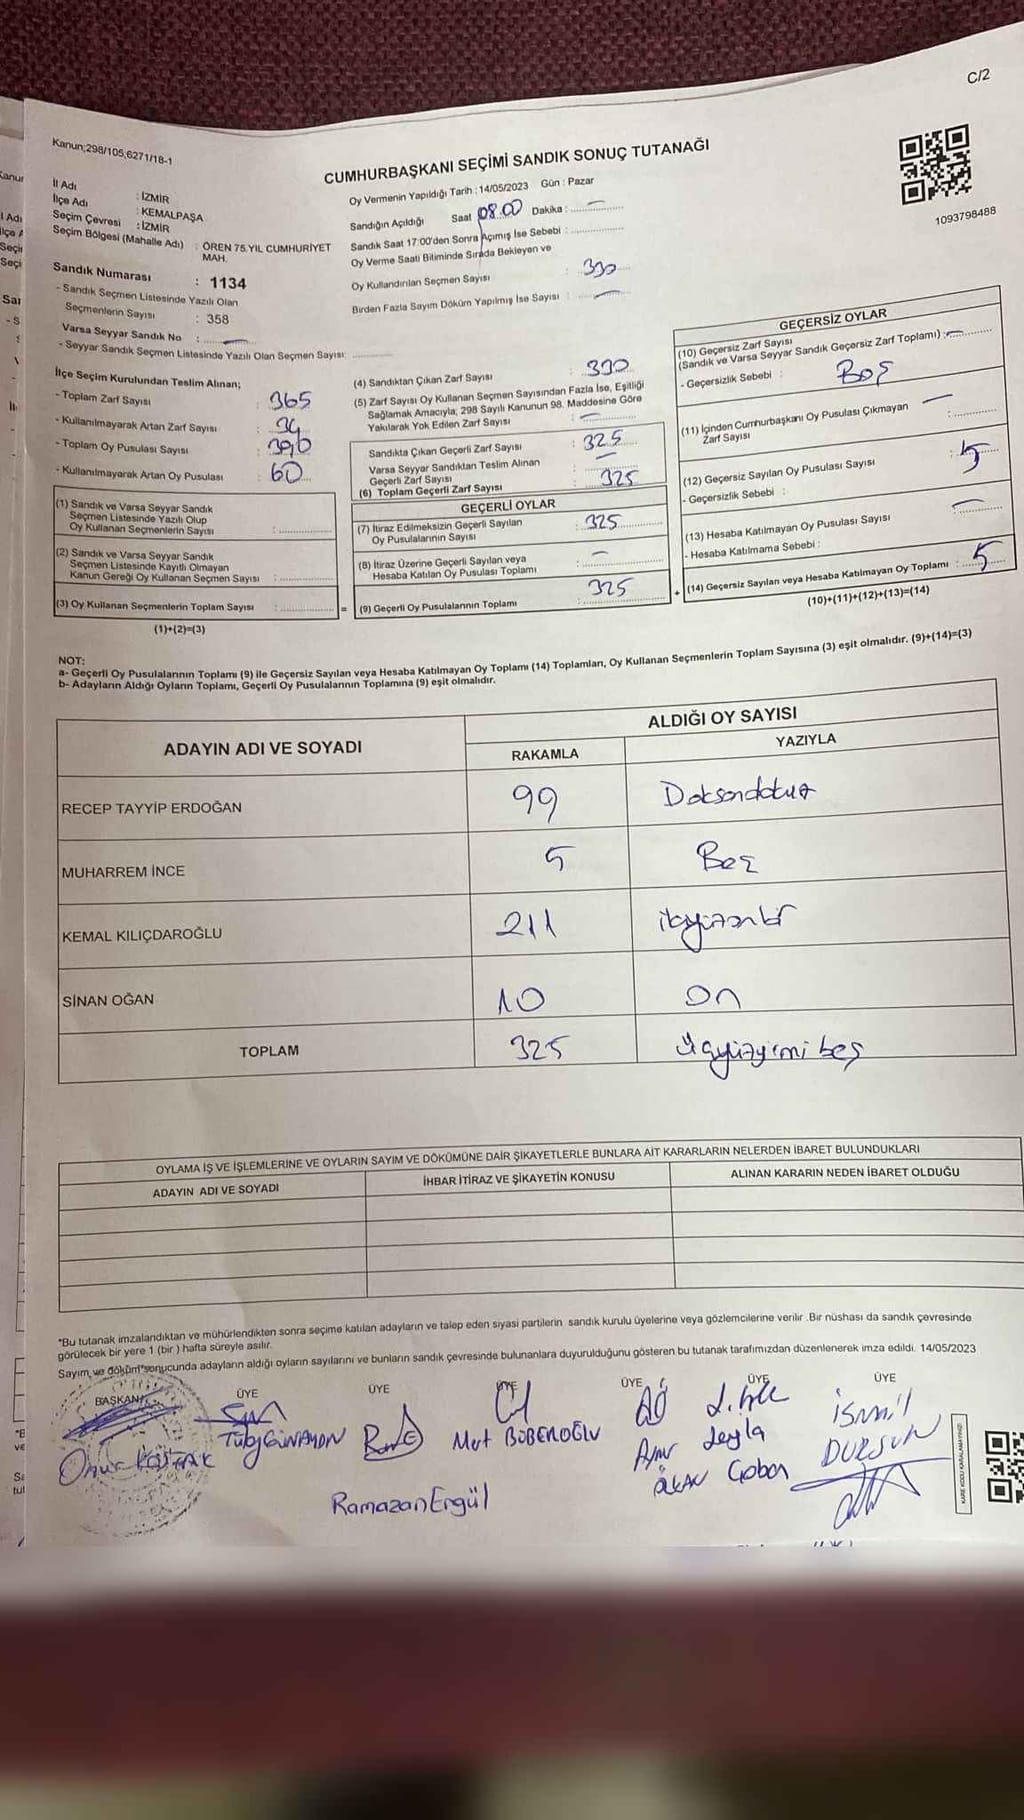 C/2
Kanun;298/105,6271/18-1
CUMHURBAŞKANI SEÇİMİ SANDIK SONUÇ TUTANAĞI
1093798488
İl Adı : İZMİR
İlçe Adı : KEMALPAŞA
Seçim Çevresi : İZMİR
Seçim Bölgesi (Mahalle Adı) : ÖREN 75.YIL CUMHURİYET
MAH.
Sandık Numarası : 1134
- Sandık Seçmen Listesinde Yazılı Olan
Seçmenlerin Sayısı : 358
Varsa Seyyar Sandık No : —
- Seyyar Sandık Seçmen Listesinde Yazılı Olan Seçmen Sayısı: ............
İlçe Seçim Kurulundan Teslim Alınan;
- Toplam Zarf Sayısı : 365
- Kullanılmayarak Artan Zarf Sayısı : 34
- Toplam Oy Pusulası Sayısı : 390
- Kullanılmayarak Artan Oy Pusulası : 60
(1) Sandık ve Varsa Seyyar Sandık
Seçmen Listesinde Yazılı Olup
Oy Kullanan Seçmenlerin Sayısı : ............
(2) Sandık ve Varsa Seyyar Sandık
Seçmen Listesinde Kayıtlı Olmayan
Kanun Gereği Oy Kullanan Seçmen Sayısı : ............
(3) Oy Kullanan Seçmenlerin Toplam Sayısı : ............ =
(1)+(2)=(3)
Oy Vermenin Yapıldığı Tarih : 14/05/2023 Gün : Pazar
Sandığın Açıldığı Saat 08.00 Dakika : —
Sandık Saat 17:00'den Sonra Açımış İse Sebebi : ............
Oy Verme Saati Bitiminde Sırada Bekleyen ve
Oy Kullandırılan Seçmen Sayısı : 330
Birden Fazla Sayım Döküm Yapılmış İse Sayısı : —
(4) Sandıktan Çıkan Zarf Sayısı : 330
(5) Zarf Sayısı Oy Kullanan Seçmen Sayısından Fazla İse, Eşitliği
Sağlamak Amacıyla; 298 Sayılı Kanunun 98. Maddesine Göre
Yakılarak Yok Edilen Zarf Sayısı : —
Sandıkta Çıkan Geçerli Zarf Sayısı : 325
Varsa Seyyar Sandıktan Teslim Alınan
Geçerli Zarf Sayısı : —
(6) Toplam Geçerli Zarf Sayısı : 325
GEÇERLİ OYLAR
(7) İtiraz Edilmeksizin Geçerli Sayılan
Oy Pusulalarının Sayısı : 325
(8) İtiraz Üzerine Geçerli Sayılan veya
Hesaba Katılan Oy Pusulası Toplamı : —
(9) Geçerli Oy Pusulalarının Toplamı : 325 +
GEÇERSİZ OYLAR
(10) Geçersiz Zarf Sayısı
(Sandık ve Varsa Seyyar Sandık Geçersiz Zarf Toplamı) : —
- Geçersizlik Sebebi : Boş
(11) İçinden Cumhurbaşkanı Oy Pusulası Çıkmayan —
Zarf Sayısı : ............
(12) Geçersiz Sayılan Oy Pusulası Sayısı : 5
- Geçersizlik Sebebi :
(13) Hesaba Katılmayan Oy Pusulası Sayısı : —
- Hesaba Katılmama Sebebi :
(14) Geçersiz Sayılan veya Hesaba Katılmayan Oy Toplamı : 5
(10)+(11)+(12)+(13)=(14)
NOT:
a- Geçerli Oy Pusulalarının Toplamı (9) ile Geçersiz Sayılan veya Hesaba Katılmayan Oy Toplamı (14) Toplamları, Oy Kullanan Seçmenlerin Toplam Sayısına (3) eşit olmalıdır. (9)+(14)=(3)
b- Adayların Aldığı Oyların Toplamı, Geçerli Oy Pusulalarının Toplamına (9) eşit olmalıdır.
ADAYIN ADI VE SOYADI ALDIĞI OY SAYISI
RAKAMLA YAZIYLA
RECEP TAYYİP ERDOĞAN 99 Doksandokuz
MUHARREM İNCE 5 Beş
KEMAL KILIÇDAROĞLU 211 ikiyüzonbir
SİNAN OĞAN 10 On
TOPLAM 325 üçyüzyirmi beş
OYLAMA İŞ VE İŞLEMLERİNE VE OYLARIN SAYIM VE DÖKÜMÜNE DAİR ŞİKAYETLERLE BUNLARA AİT KARARLARIN NELERDEN İBARET BULUNDUKLARI
ADAYIN ADI VE SOYADI İHBAR İTİRAZ VE ŞİKAYETİN KONUSU ALINAN KARARIN NEDEN İBARET OLDUĞU
*Bu tutanak imzalandıktan ve mühürlendikten sonra seçime katılan adayların ve talep eden siyasi partilerin sandık kurulu üyelerine veya gözlemcilerine verilir .Bir nüshası da sandık çevresinde
görülecek bir yere 1 (bir ) hafta süreyle asılır.
Sayım,ve döküm sonucunda adayların aldığı oyların sayılarını ve bunların sandık çevresinde bulunanlara duyurulduğunu gösteren bu tutanak tarafımızdan düzenlenerek imza edildi. 14/05/2023
BAŞKAN ÜYE ÜYE ÜYE ÜYE ÜYE ÜYE
Onur
Ramazan Ergül
Leyla Çoban
İsmail DURSUN
KARE KODU KARALAMAYINIZ!